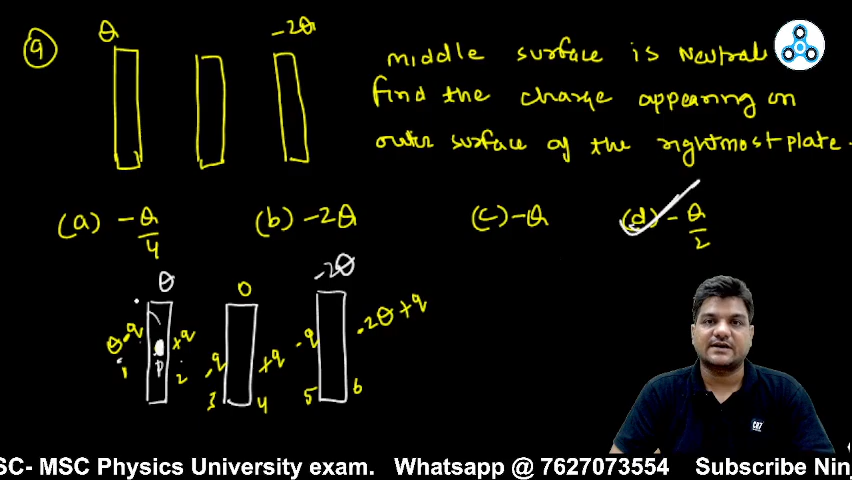 9 Q -2Q
middle surface is Neutral
find the charge appearing on
outer surface of the rightmost plate.
(a) -Q/4 (b) -2Q (c) -Q (d) -Q/2
Q 0 -2Q
Q-q +q -q +q -q -2Q+q
P
1 2 3 4 5 6
SC- MSC Physics University exam. Whatsapp @ 7627073554 Subscribe Nin